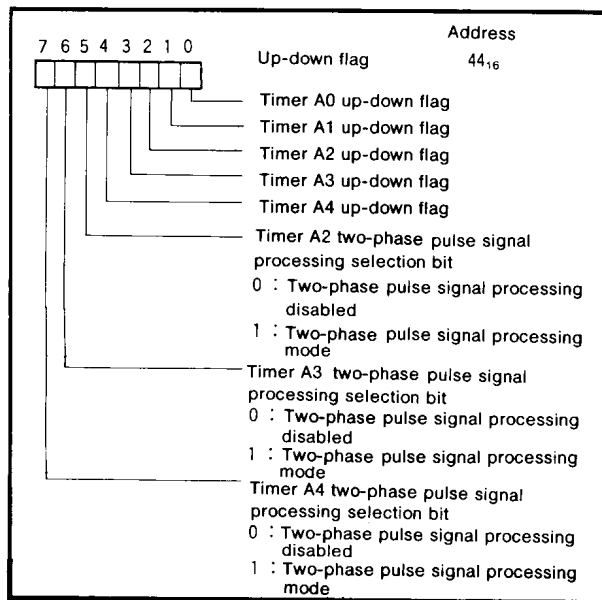 Address
7 6 5 4 3 2 1 0
Up-down flag 44₁₆
Timer A0 up-down flag
Timer A1 up-down flag
Timer A2 up-down flag
Timer A3 up-down flag
Timer A4 up-down flag
Timer A2 two-phase pulse signal
processing selection bit
0 : Two-phase pulse signal processing
disabled
1 : Two-phase pulse signal processing
mode
Timer A3 two-phase pulse signal
processing selection bit
0 : Two-phase pulse signal processing
disabled
1 : Two-phase pulse signal processing
mode
Timer A4 two-phase pulse signal
processing selection bit
0 : Two-phase pulse signal processing
disabled
1 : Two-phase pulse signal processing
mode